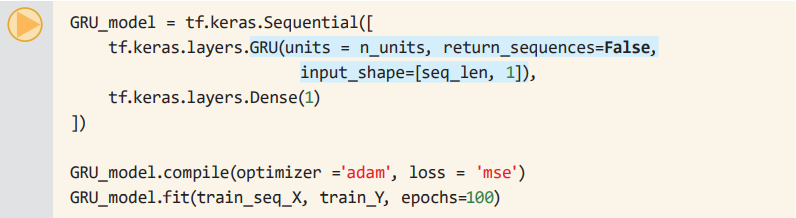 GRU_model = tf.keras.Sequential([
    tf.keras.layers.GRU(units = n_units, return_sequences=False,
                        input_shape=[seq_len, 1]),
    tf.keras.layers.Dense(1)
])

GRU_model.compile(optimizer ='adam', loss = 'mse')
GRU_model.fit(train_seq_X, train_Y, epochs=100)